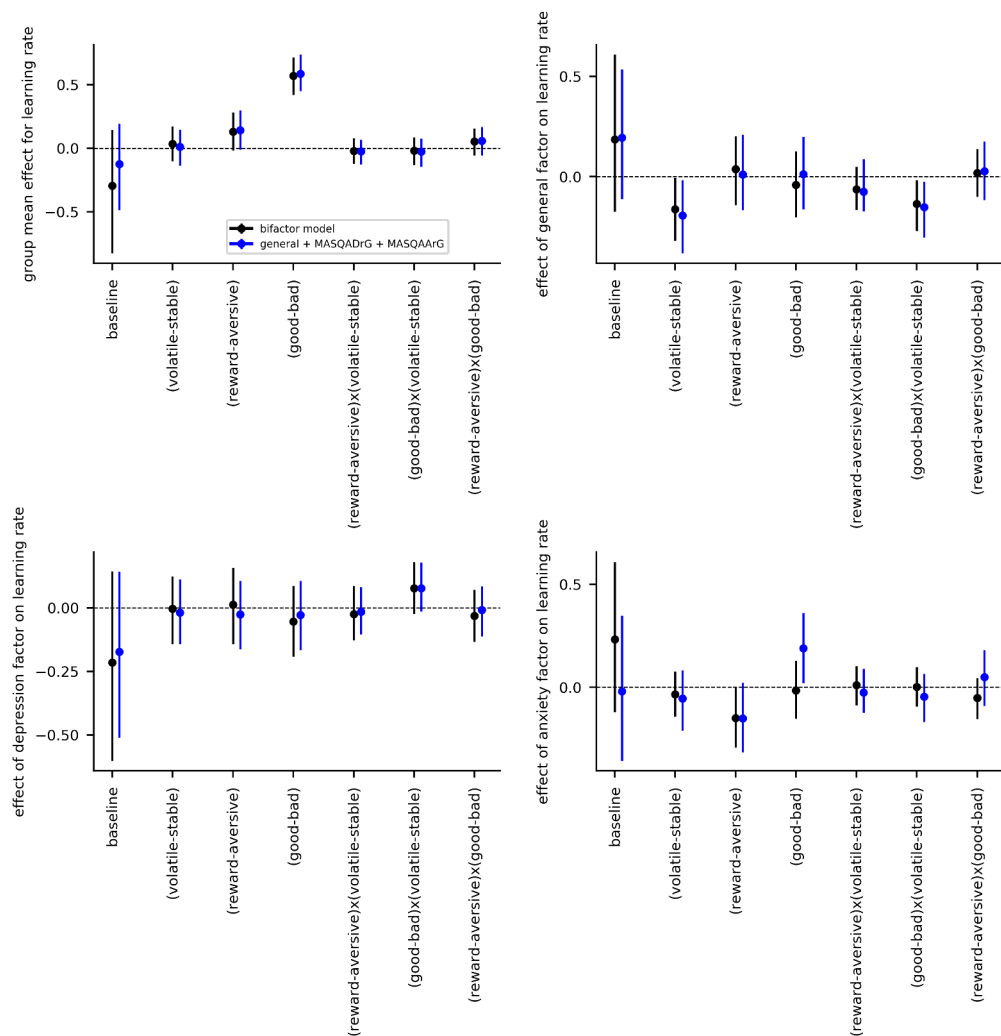 group mean effect for learning rate
0.5
0.0
−0.5
bifactor model
general + MASQADrG + MASQAArG
baseline
(volatile-stable)
(reward-aversive)
(good-bad)
(reward-aversive)x(volatile-stable)
(good-bad)x(volatile-stable)
(reward-aversive)x(good-bad)
effect of general factor on learning rate
0.5
0.0
baseline
(volatile-stable)
(reward-aversive)
(good-bad)
(reward-aversive)x(volatile-stable)
(good-bad)x(volatile-stable)
(reward-aversive)x(good-bad)
effect of depression factor on learning rate
0.00
−0.25
−0.50
baseline
(volatile-stable)
(reward-aversive)
(good-bad)
(reward-aversive)x(volatile-stable)
(good-bad)x(volatile-stable)
(reward-aversive)x(good-bad)
effect of anxiety factor on learning rate
0.5
0.0
baseline
(volatile-stable)
(reward-aversive)
(good-bad)
(reward-aversive)x(volatile-stable)
(good-bad)x(volatile-stable)
(reward-aversive)x(good-bad)